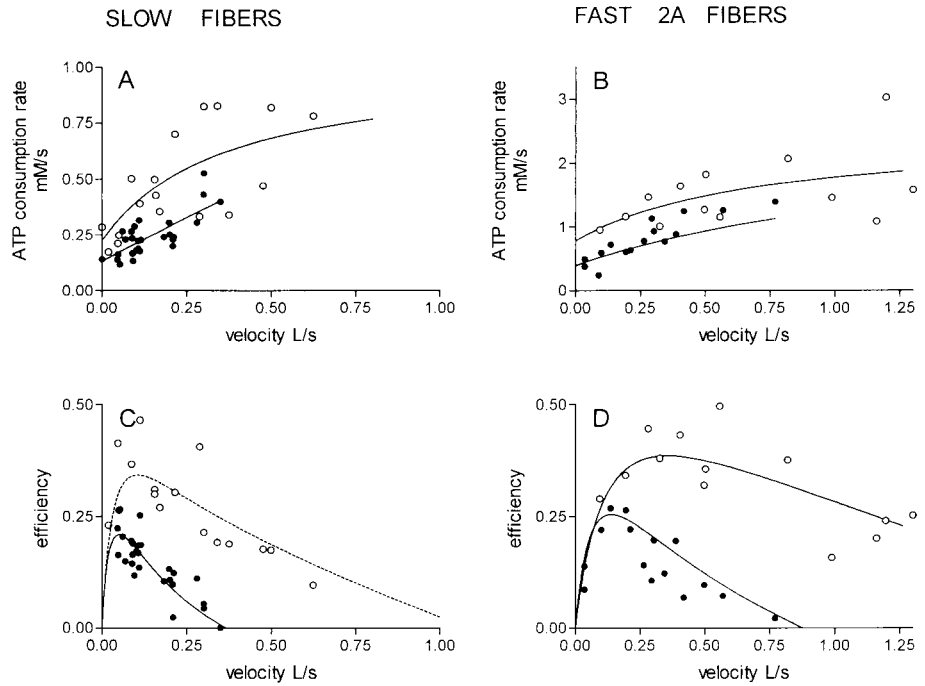 SLOW FIBERS
FAST 2A FIBERS
A
ATP consumption rate
mM/s
1.00
0.75
0.50
0.25
0.00
0.00 0.25 0.50 0.75 1.00
velocity L/s
B
ATP consumption rate
mM/s
3
2
1
0
0.00 0.25 0.50 0.75 1.00 1.25
velocity L/s
C
efficiency
0.50
0.25
0.00
0.00 0.25 0.50 0.75 1.00
velocity L/s
D
efficiency
0.50
0.25
0.00
0.00 0.25 0.50 0.75 1.00 1.25
velocity L/s